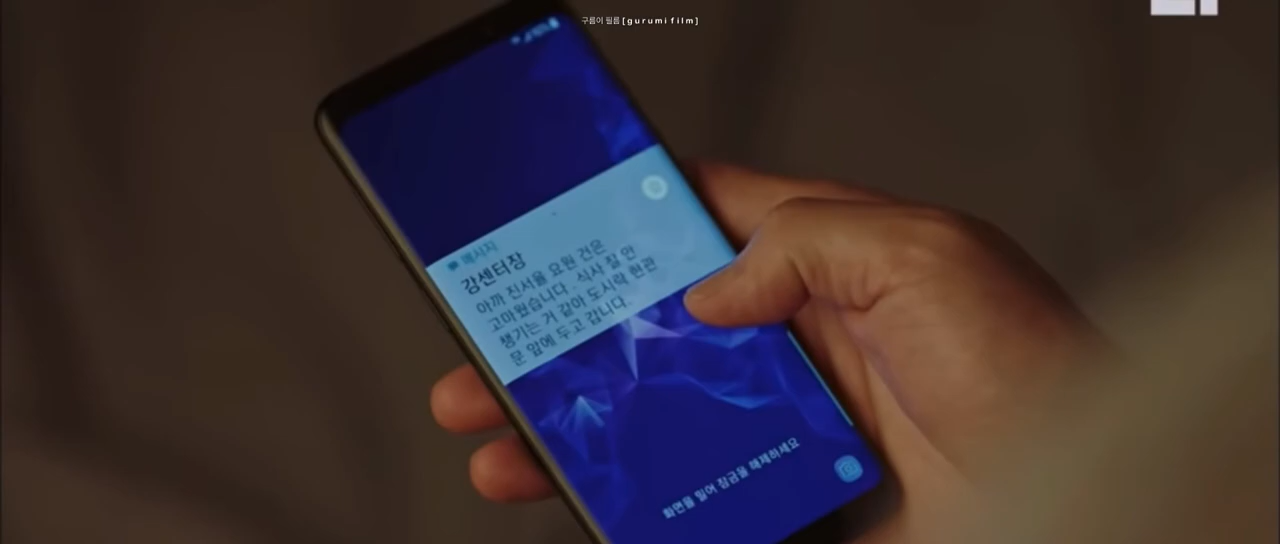 구름이 필름 [gurumi film]
메시지
강센터장
아까 진서율 요원 건은
고마웠습니다. 식사 잘 안
챙기는 거 같아 도시락 현관
문 앞에 두고 갑니다.
화면을 밀어 잠금을 해제하세요